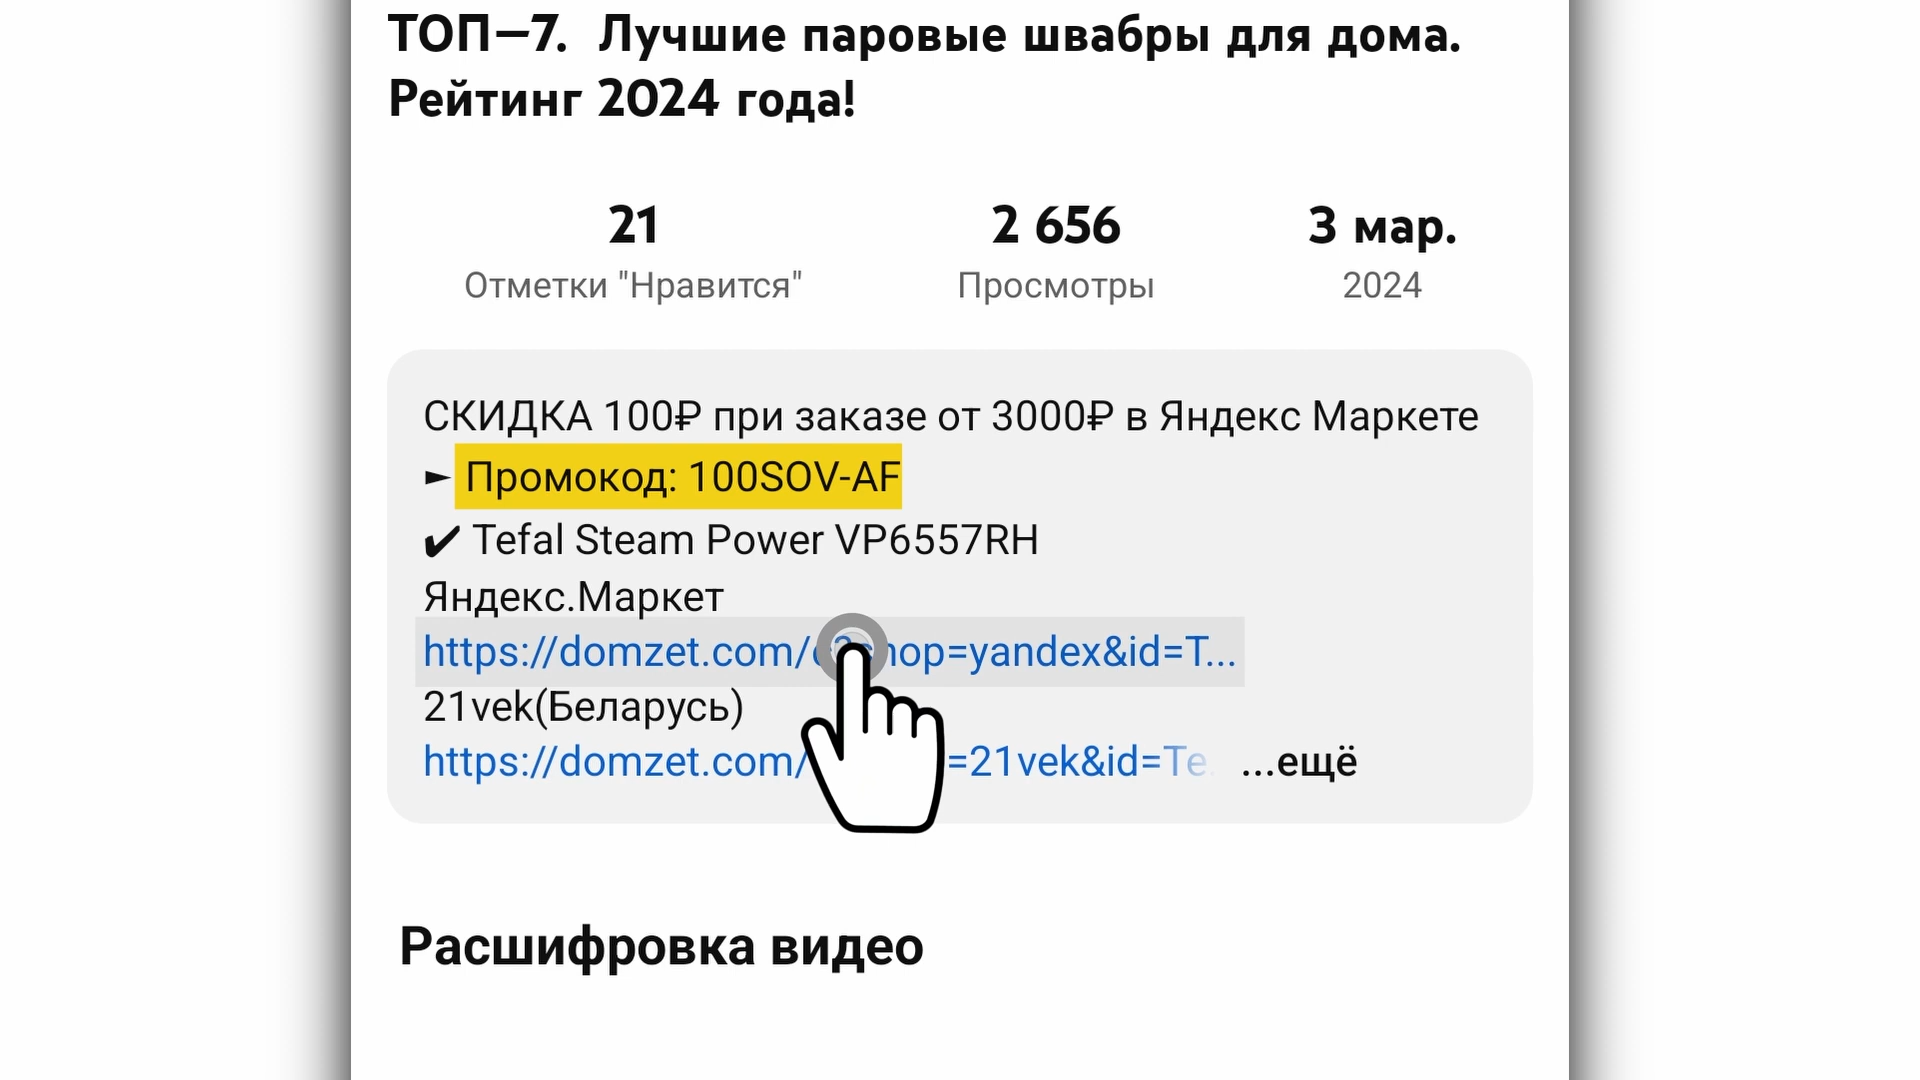 ТОП–7. Лучшие паровые швабры для дома.
Рейтинг 2024 года!
21 2 656 3 мар.
Отметки "Нравится" Просмотры 2024
СКИДКА 100₽ при заказе от 3000₽ в Яндекс Маркете
► Промокод: 100SOV-AF
✔ Tefal Steam Power VP6557RH
Яндекс.Маркет
https://domzet.com/ hop=yandex&id=T...
21vek(Беларусь)
https://domzet.com/ =21vek&id=Te. ...ещё
Расшифровка видео